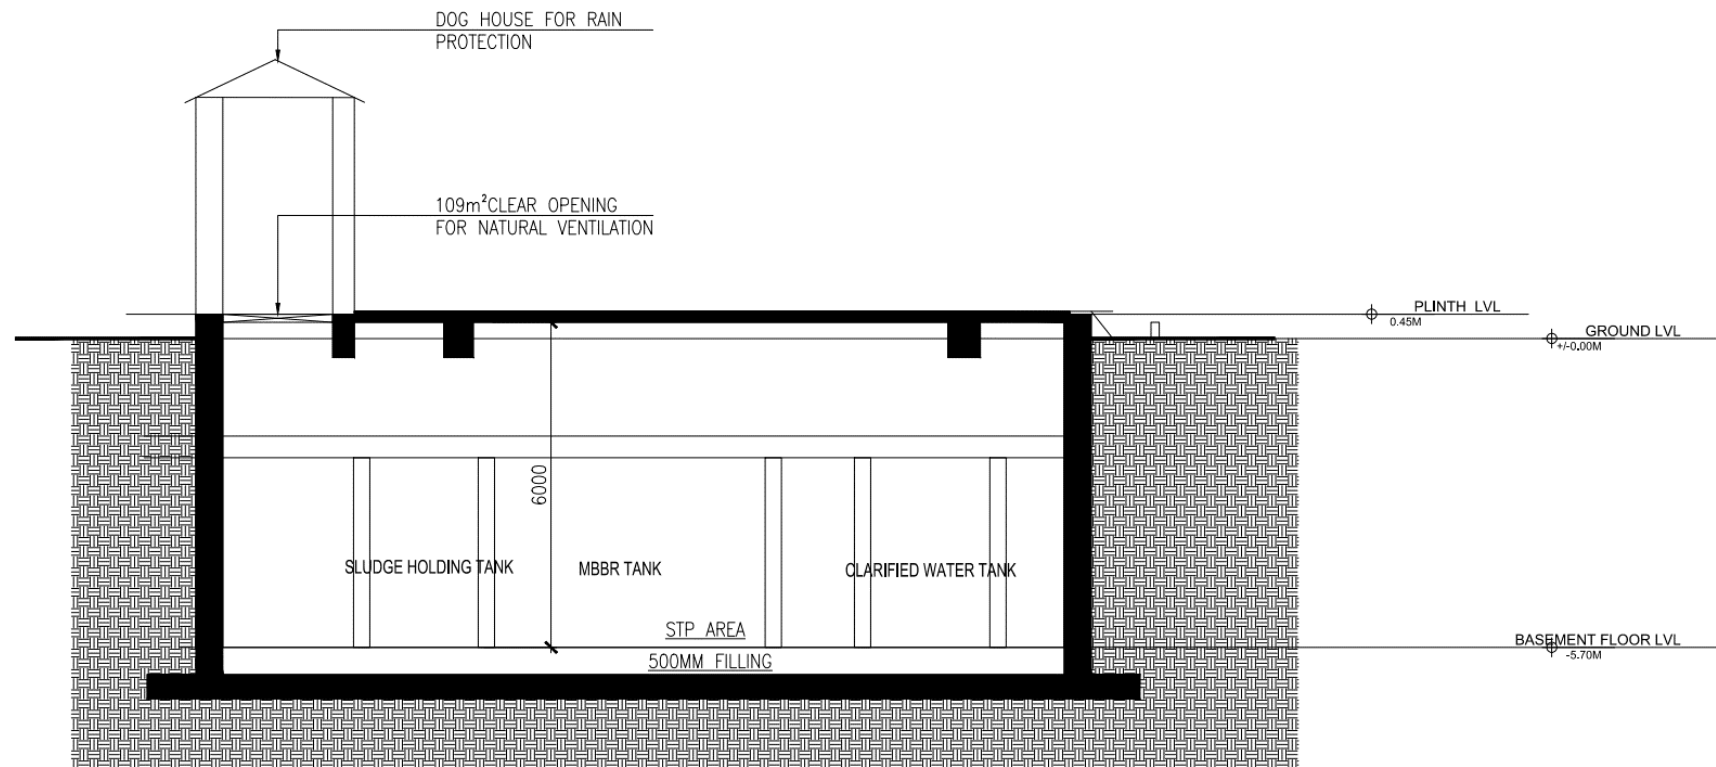 DOG HOUSE FOR RAIN
PROTECTION
109m²CLEAR OPENING
FOR NATURAL VENTILATION
PLINTH LVL
0.45M
GROUND LVL
+/-0.00M
6000
SLUDGE HOLDING TANK
MBBR TANK
CLARIFIED WATER TANK
STP AREA
500MM FILLING
BASEMENT FLOOR LVL
-5.70M